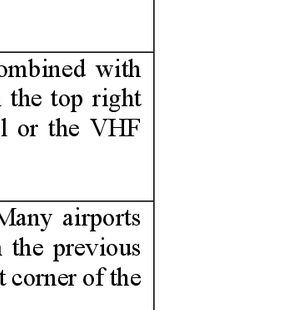 ombined with
the top right
l or the VHF
Many airports
the previous
t corner of the